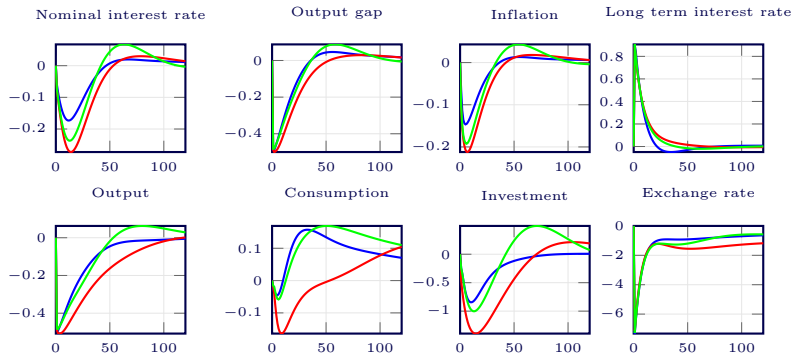 Nominal interest rate
Output gap
Inflation
Long term interest rate
0
−0.1
−0.2
0 50 100
0
−0.2
−0.4
0 50 100
0
−0.1
−0.2
0 50 100
0.8
0.6
0.4
0.2
0
0 50 100
Output
Consumption
Investment
Exchange rate
0
−0.2
−0.4
0 50 100
0.1
0
−0.1
0 50 100
0
−0.5
−1
0 50 100
0
−2
−4
−6
0 50 100